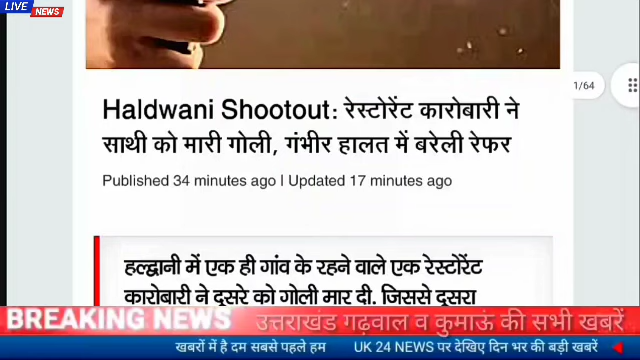 LIVE
NEWS
1/64
Haldwani Shootout: रेस्टोरेंट कारोबारी ने
साथी को मारी गोली, गंभीर हालत में बरेली रेफर
Published 34 minutes ago | Updated 17 minutes ago
हल्द्वानी में एक ही गांव के रहने वाले एक रेस्टोरेंट
कारोबारी ने दूसरे को गोली मार दी, जिससे दूसरा
BREAKING NEWS उत्तराखंड गढ़वाल व कुमाऊं की सभी खबरें
खबरों में है दम सबसे पहले हम UK 24 NEWS पर देखिए दिन भर की बड़ी खबरें